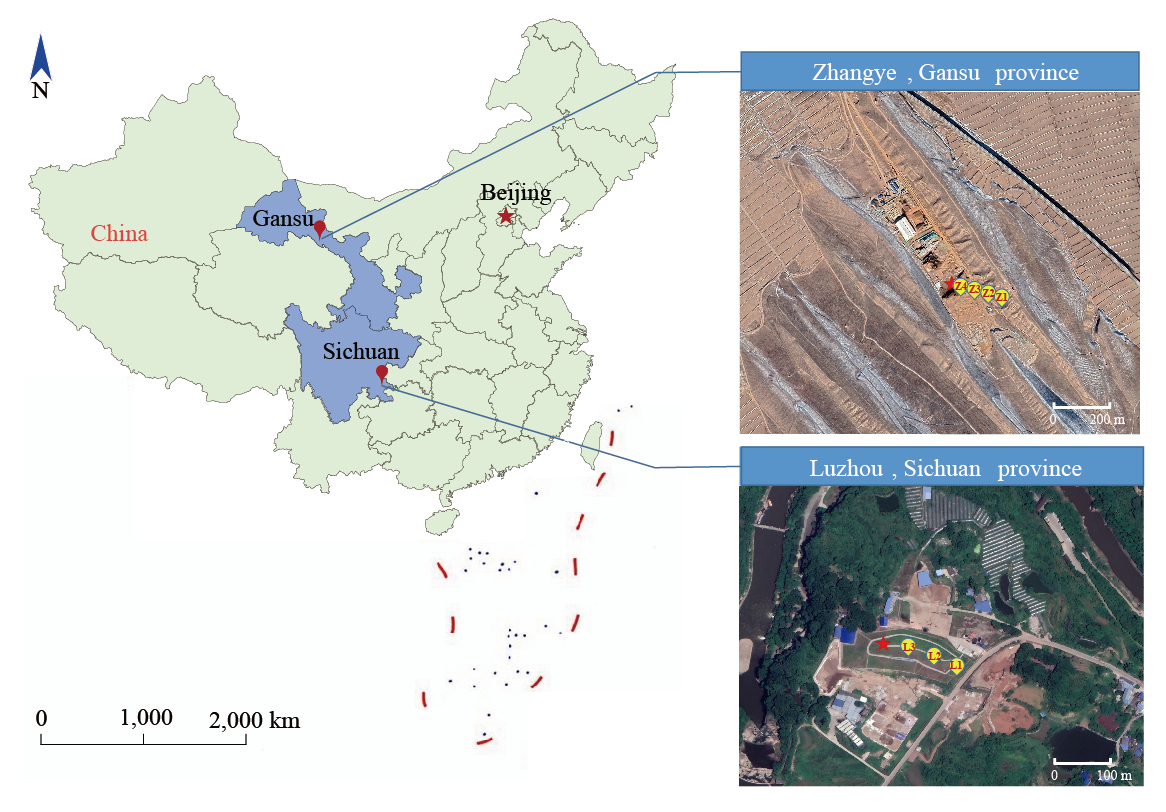 N
China
Gansu
Beijing
Sichuan
0 1,000 2,000 km
Zhangye , Gansu province
Z4 Z3 Z2 Z1
0 200 m
Luzhou , Sichuan province
L3 L2 L1
0 100 m